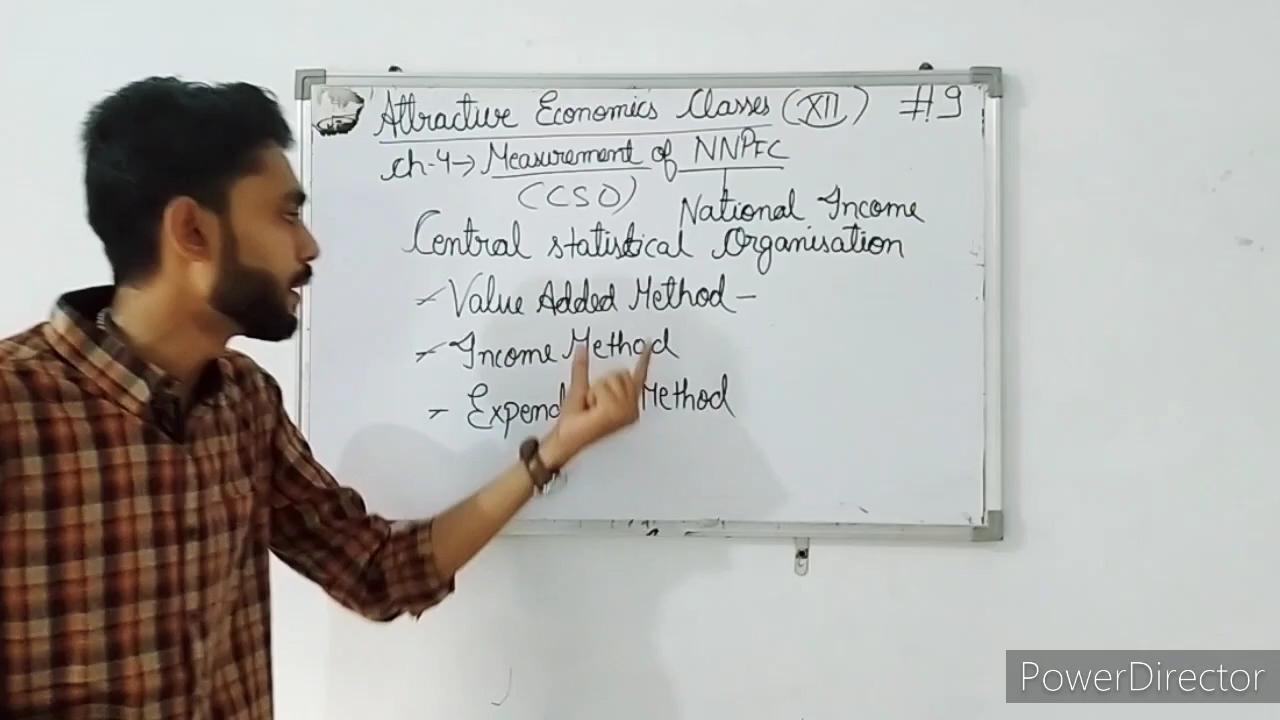 Attractive Economics Classes (XII) #9
ch-4→ Measurement of NNPFC
(CSO) National Income
Central statistical Organisation
Value Added Method -
Income Method
- Method
PowerDirector